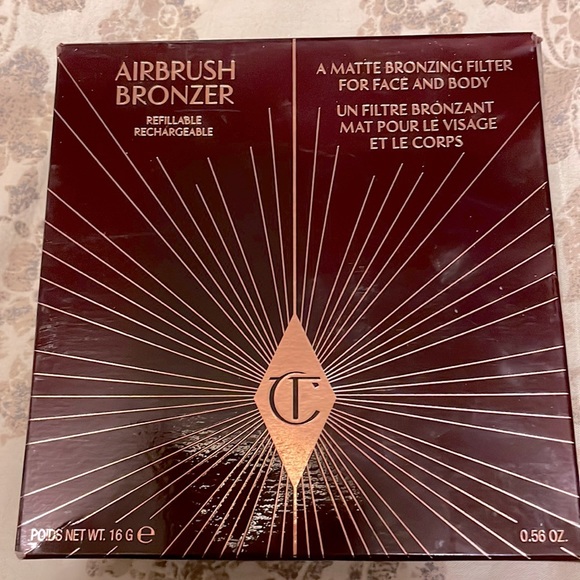 AIRBRUSH
BRONZER
REFILLABLE
RECHARGEABLE
A MATTE BRONZING FILTER
FOR FACE AND BODY
UN FILTRE BRONZANT
MAT POUR LE VISAGE
ET LE CORPS
CT
POIDS NET WT. 16 G ℮
0.56 OZ.